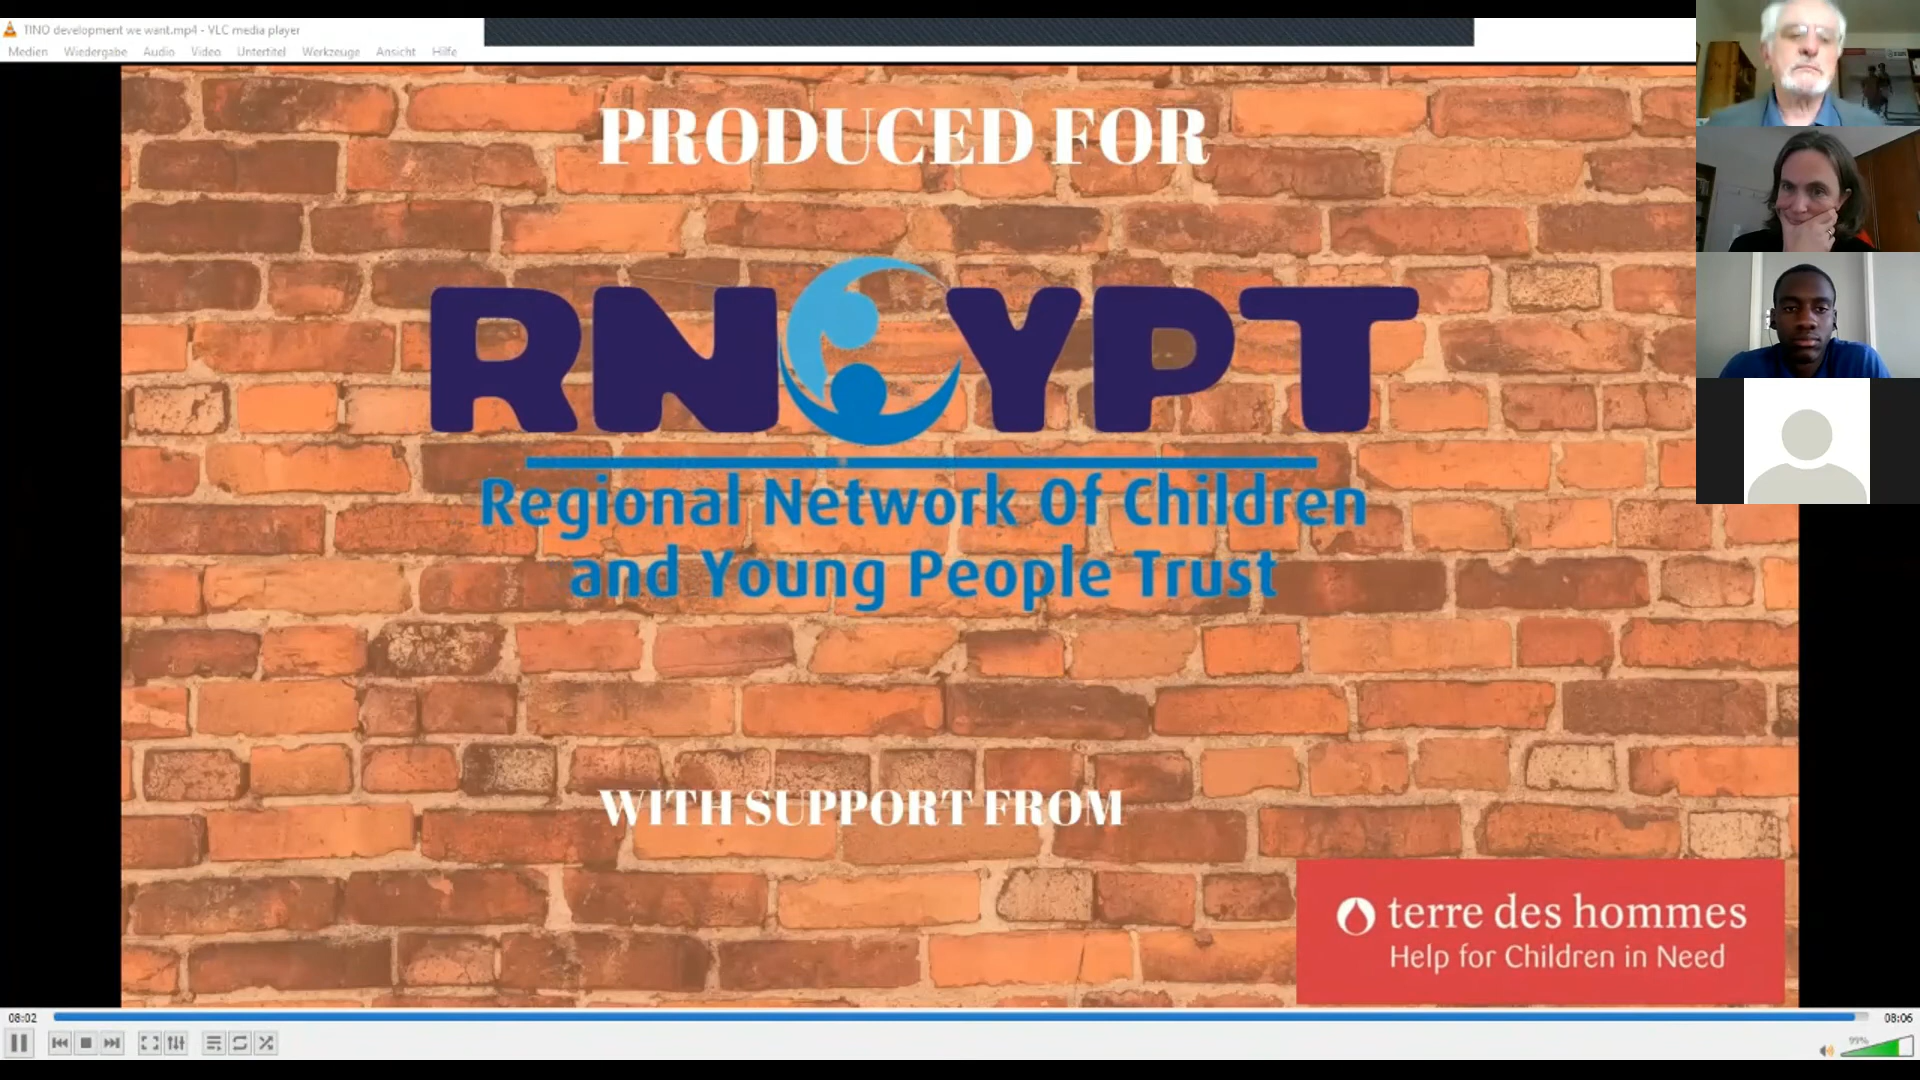 TINO development we want.mp4 - VLC media player
Medien Wiedergabe Audio Video Untertitel Werkzeuge Ansicht Hilfe
PRODUCED FOR
RNCYPT
Regional Network Of Children
and Young People Trust
WITH SUPPORT FROM
terre des hommes
Help for Children in Need
08:02
08:06
99%